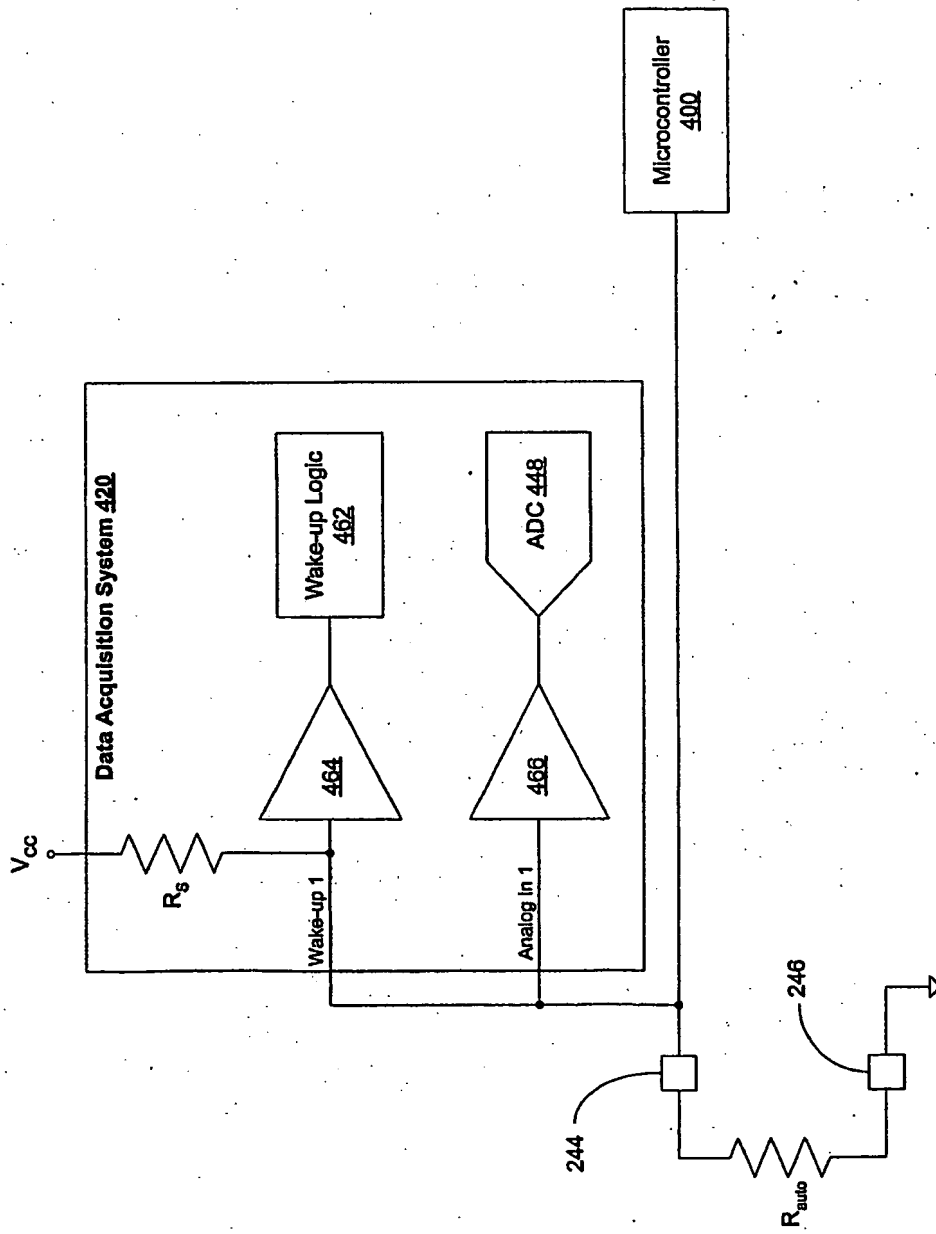 Vcc
Data Acquisition System 420
Rs
Wake-up 1
464
Wake-up Logic
462
Analog In 1
466
ADC 448
Microcontroller
400
244
246
Rauto